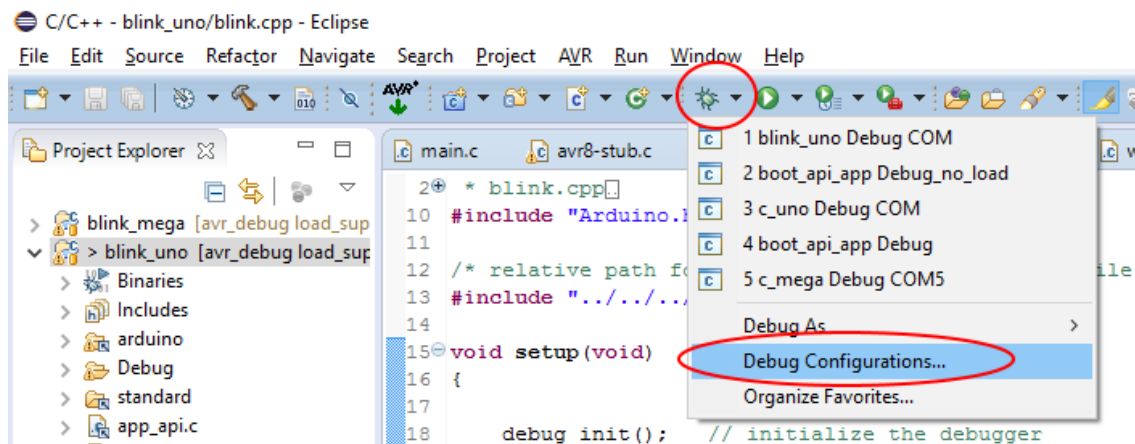 C/C++ - blink_uno/blink.cpp - Eclipse
File Edit Source Refactor Navigate Search Project AVR Run Window Help
010 AVR
Project Explorer
blink_mega [avr_debug load_sup
> blink_uno [avr_debug load_sup
Binaries
Includes
arduino
Debug
standard
app_api.c
main.c avr8-stub.c
2 * blink.cpp
10 #include "Arduino.
11
12 /* relative path fo
13 #include "../../../
14
15 void setup(void)
16 {
17
18 debug_init(); // initialize the debugger
ile
1 blink_uno Debug COM
2 boot_api_app Debug_no_load
3 c_uno Debug COM
4 boot_api_app Debug
5 c_mega Debug COM5
Debug As
Debug Configurations...
Organize Favorites...